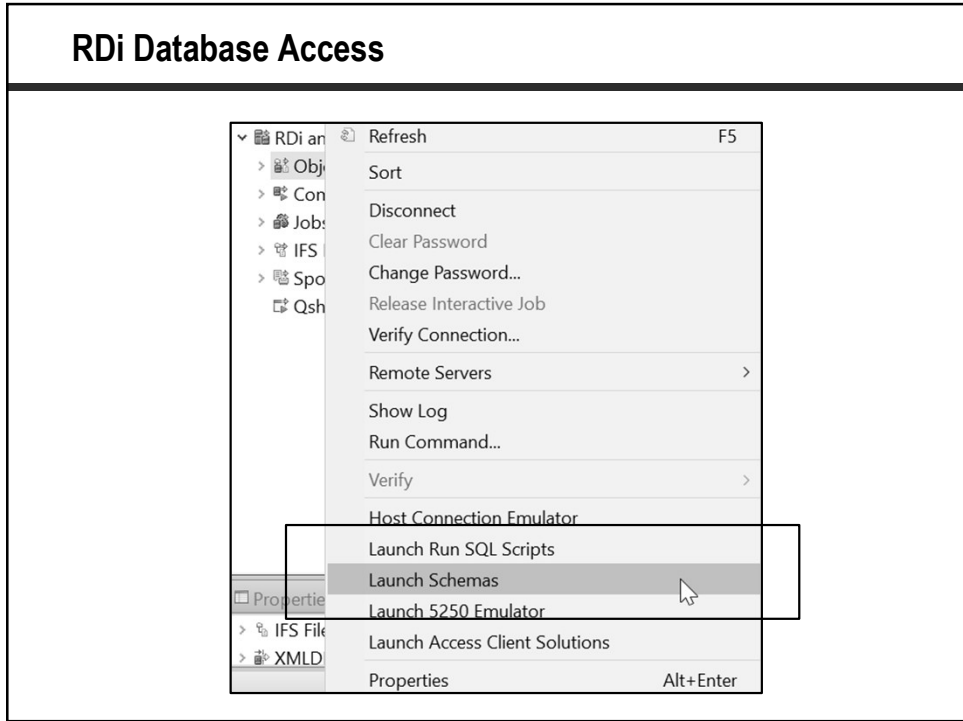 RDi Database Access
RDi an
Obj
Con
Jobs
IFS
Spo
Qsh
Refresh F5
Sort
Disconnect
Clear Password
Change Password...
Release Interactive Job
Verify Connection...
Remote Servers
Show Log
Run Command...
Verify
Host Connection Emulator
Launch Run SQL Scripts
Launch Schemas
Launch 5250 Emulator
Launch Access Client Solutions
Properties Alt+Enter
Propertie
IFS File
XMLD